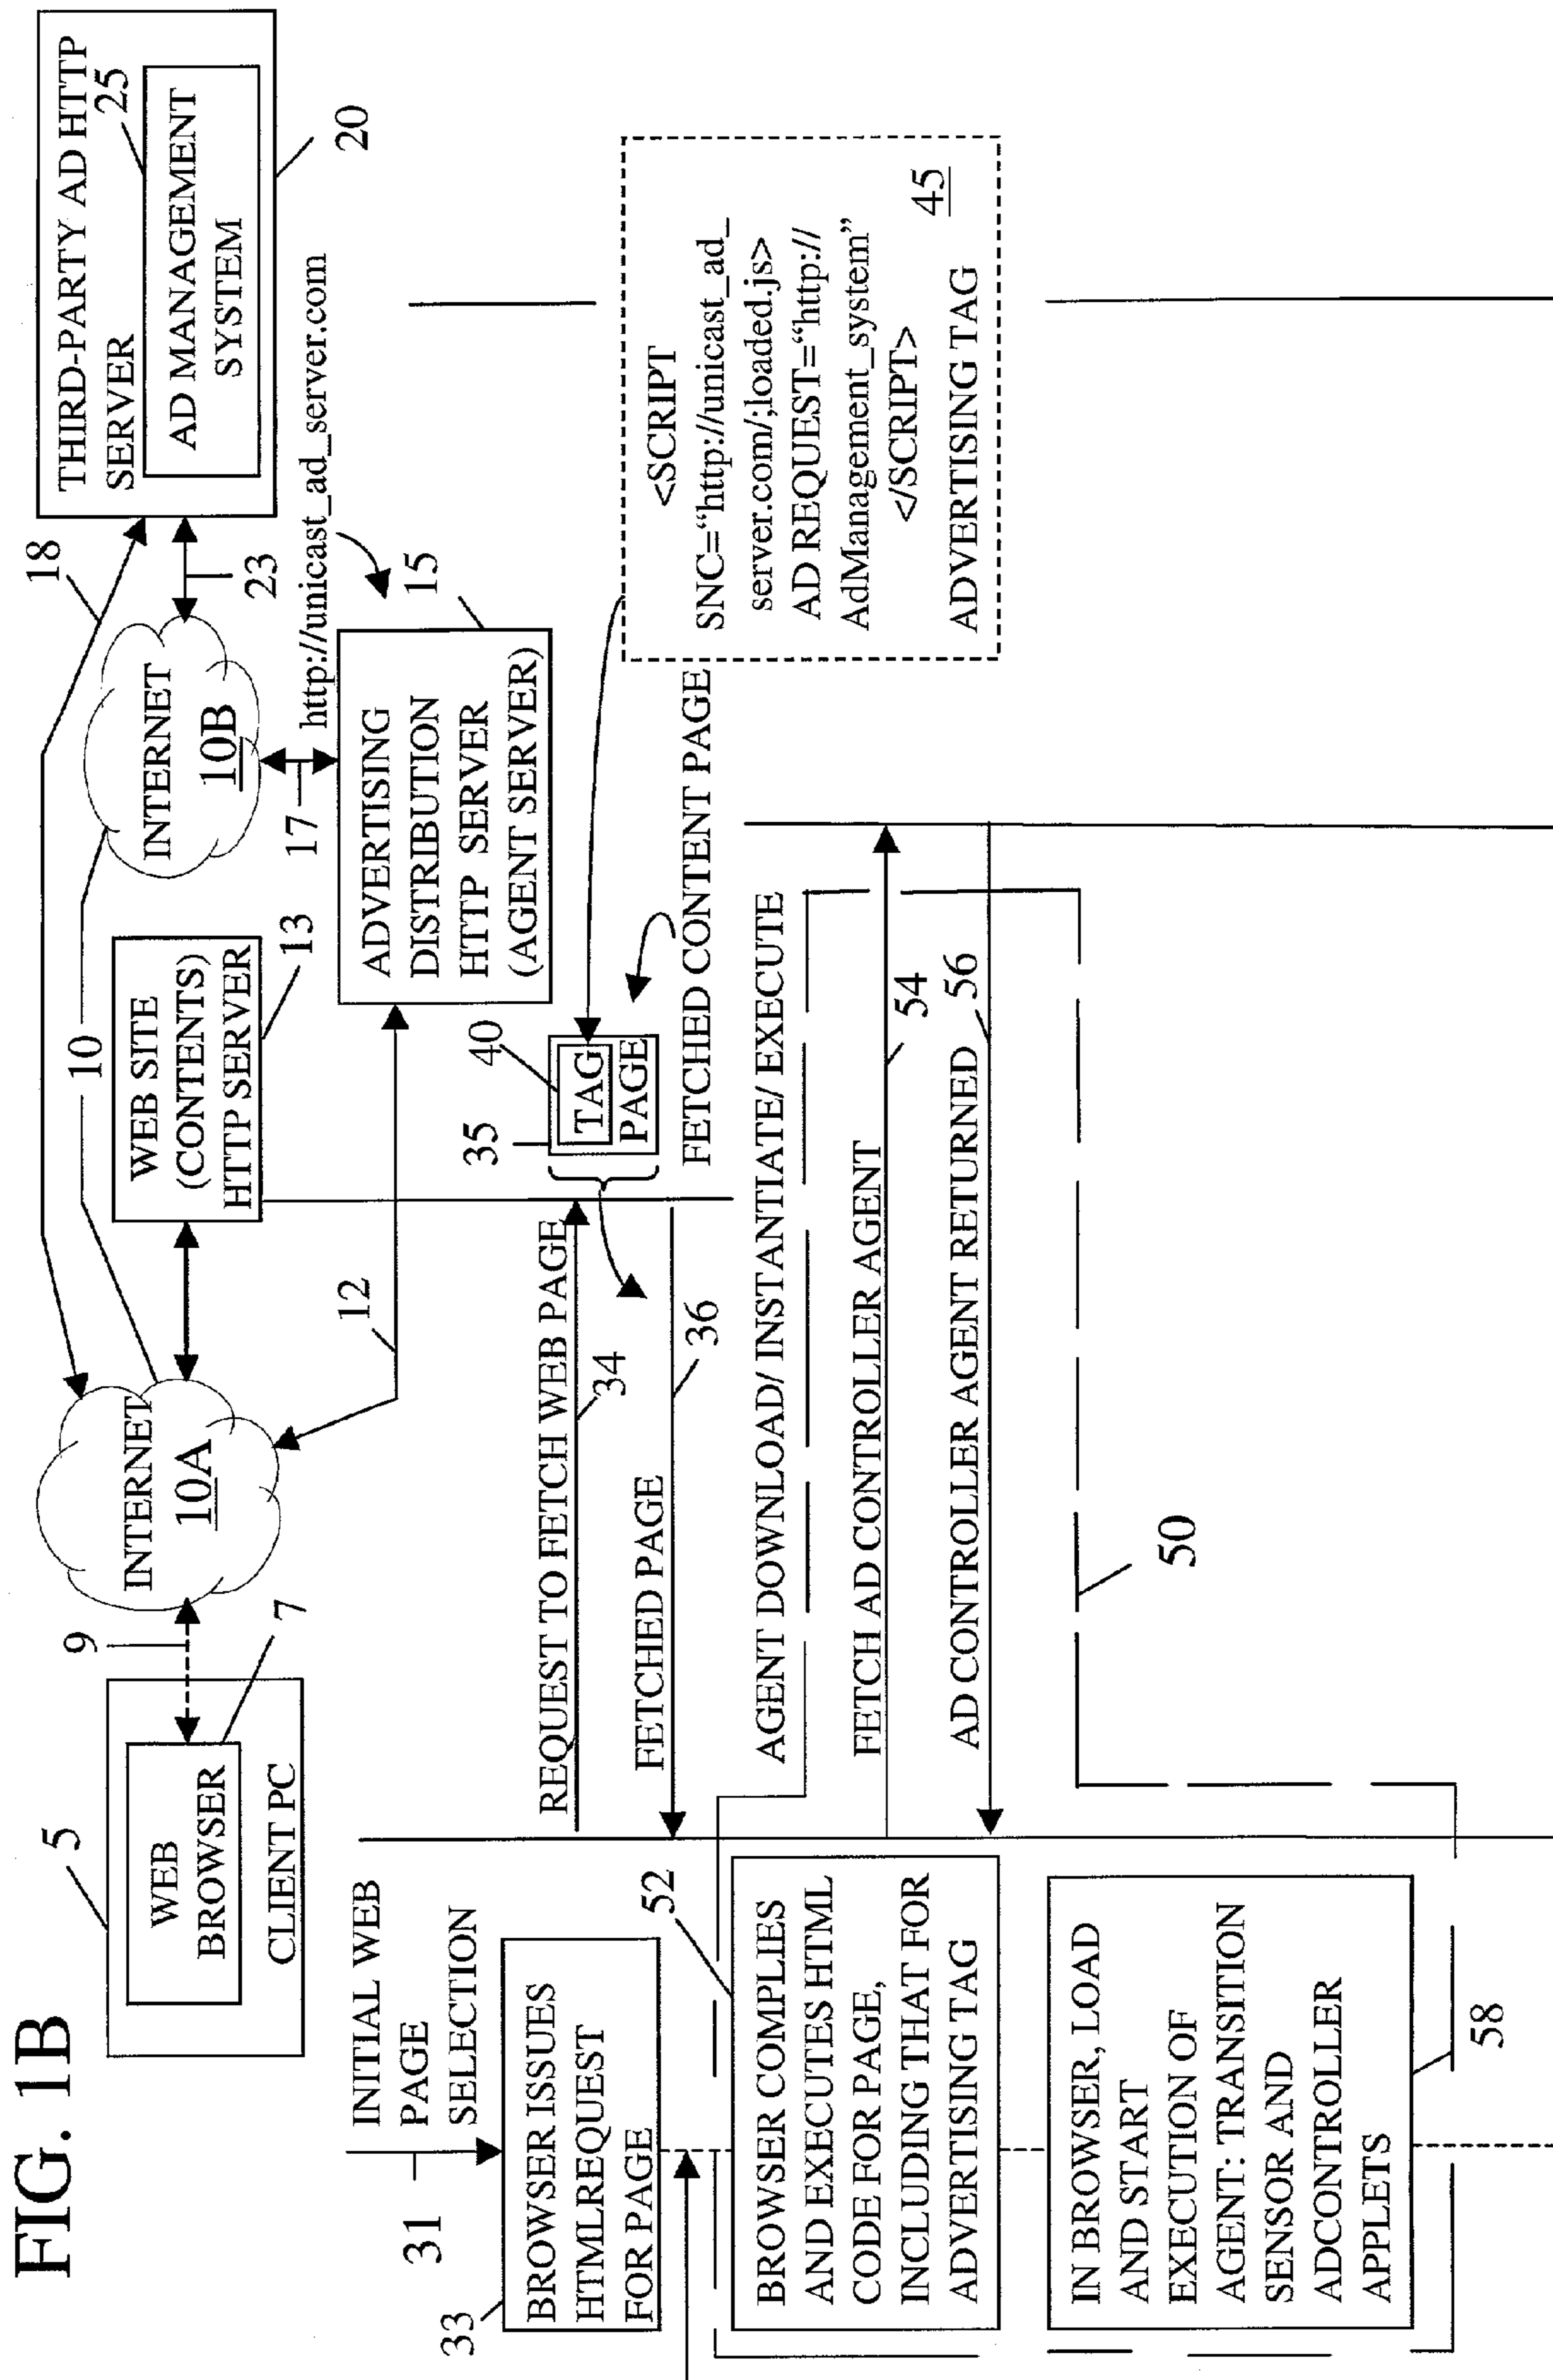 FIG. 1B
5
WEB
BROWSER
CLIENT PC
7
9
INTERNET
10A
10
WEB SITE
(CONTENTS)
HTTP SERVER
13
12
18
INTERNET
10B
17
23
http://unicast_ad_server.com
ADVERTISING
DISTRIBUTION
HTTP SERVER
(AGENT SERVER)
15
THIRD-PARTY AD HTTP
SERVER
25
AD MANAGEMENT
SYSTEM
20
INITIAL WEB
PAGE
SELECTION
31
33
BROWSER ISSUES
HTMLREQUEST
FOR PAGE
REQUEST TO FETCH WEB PAGE
34
FETCHED PAGE
36
35
40
TAG
PAGE
FETCHED CONTENT PAGE
<SCRIPT
SNC=“http://unicast_ad_
server.com/;loaded.js>
AD REQUEST=“http://
AdManagement_system”
</SCRIPT>
ADVERTISING TAG
45
AGENT DOWNLOAD/ INSTANTIATE/ EXECUTE
52
BROWSER COMPLIES
AND EXECUTES HTML
CODE FOR PAGE,
INCLUDING THAT FOR
ADVERTISING TAG
FETCH AD CONTROLLER AGENT
54
AD CONTROLLER AGENT RETURNED
56
50
IN BROWSER, LOAD
AND START
EXECUTION OF
AGENT: TRANSITION
SENSOR AND
ADCONTROLLER
APPLETS
58